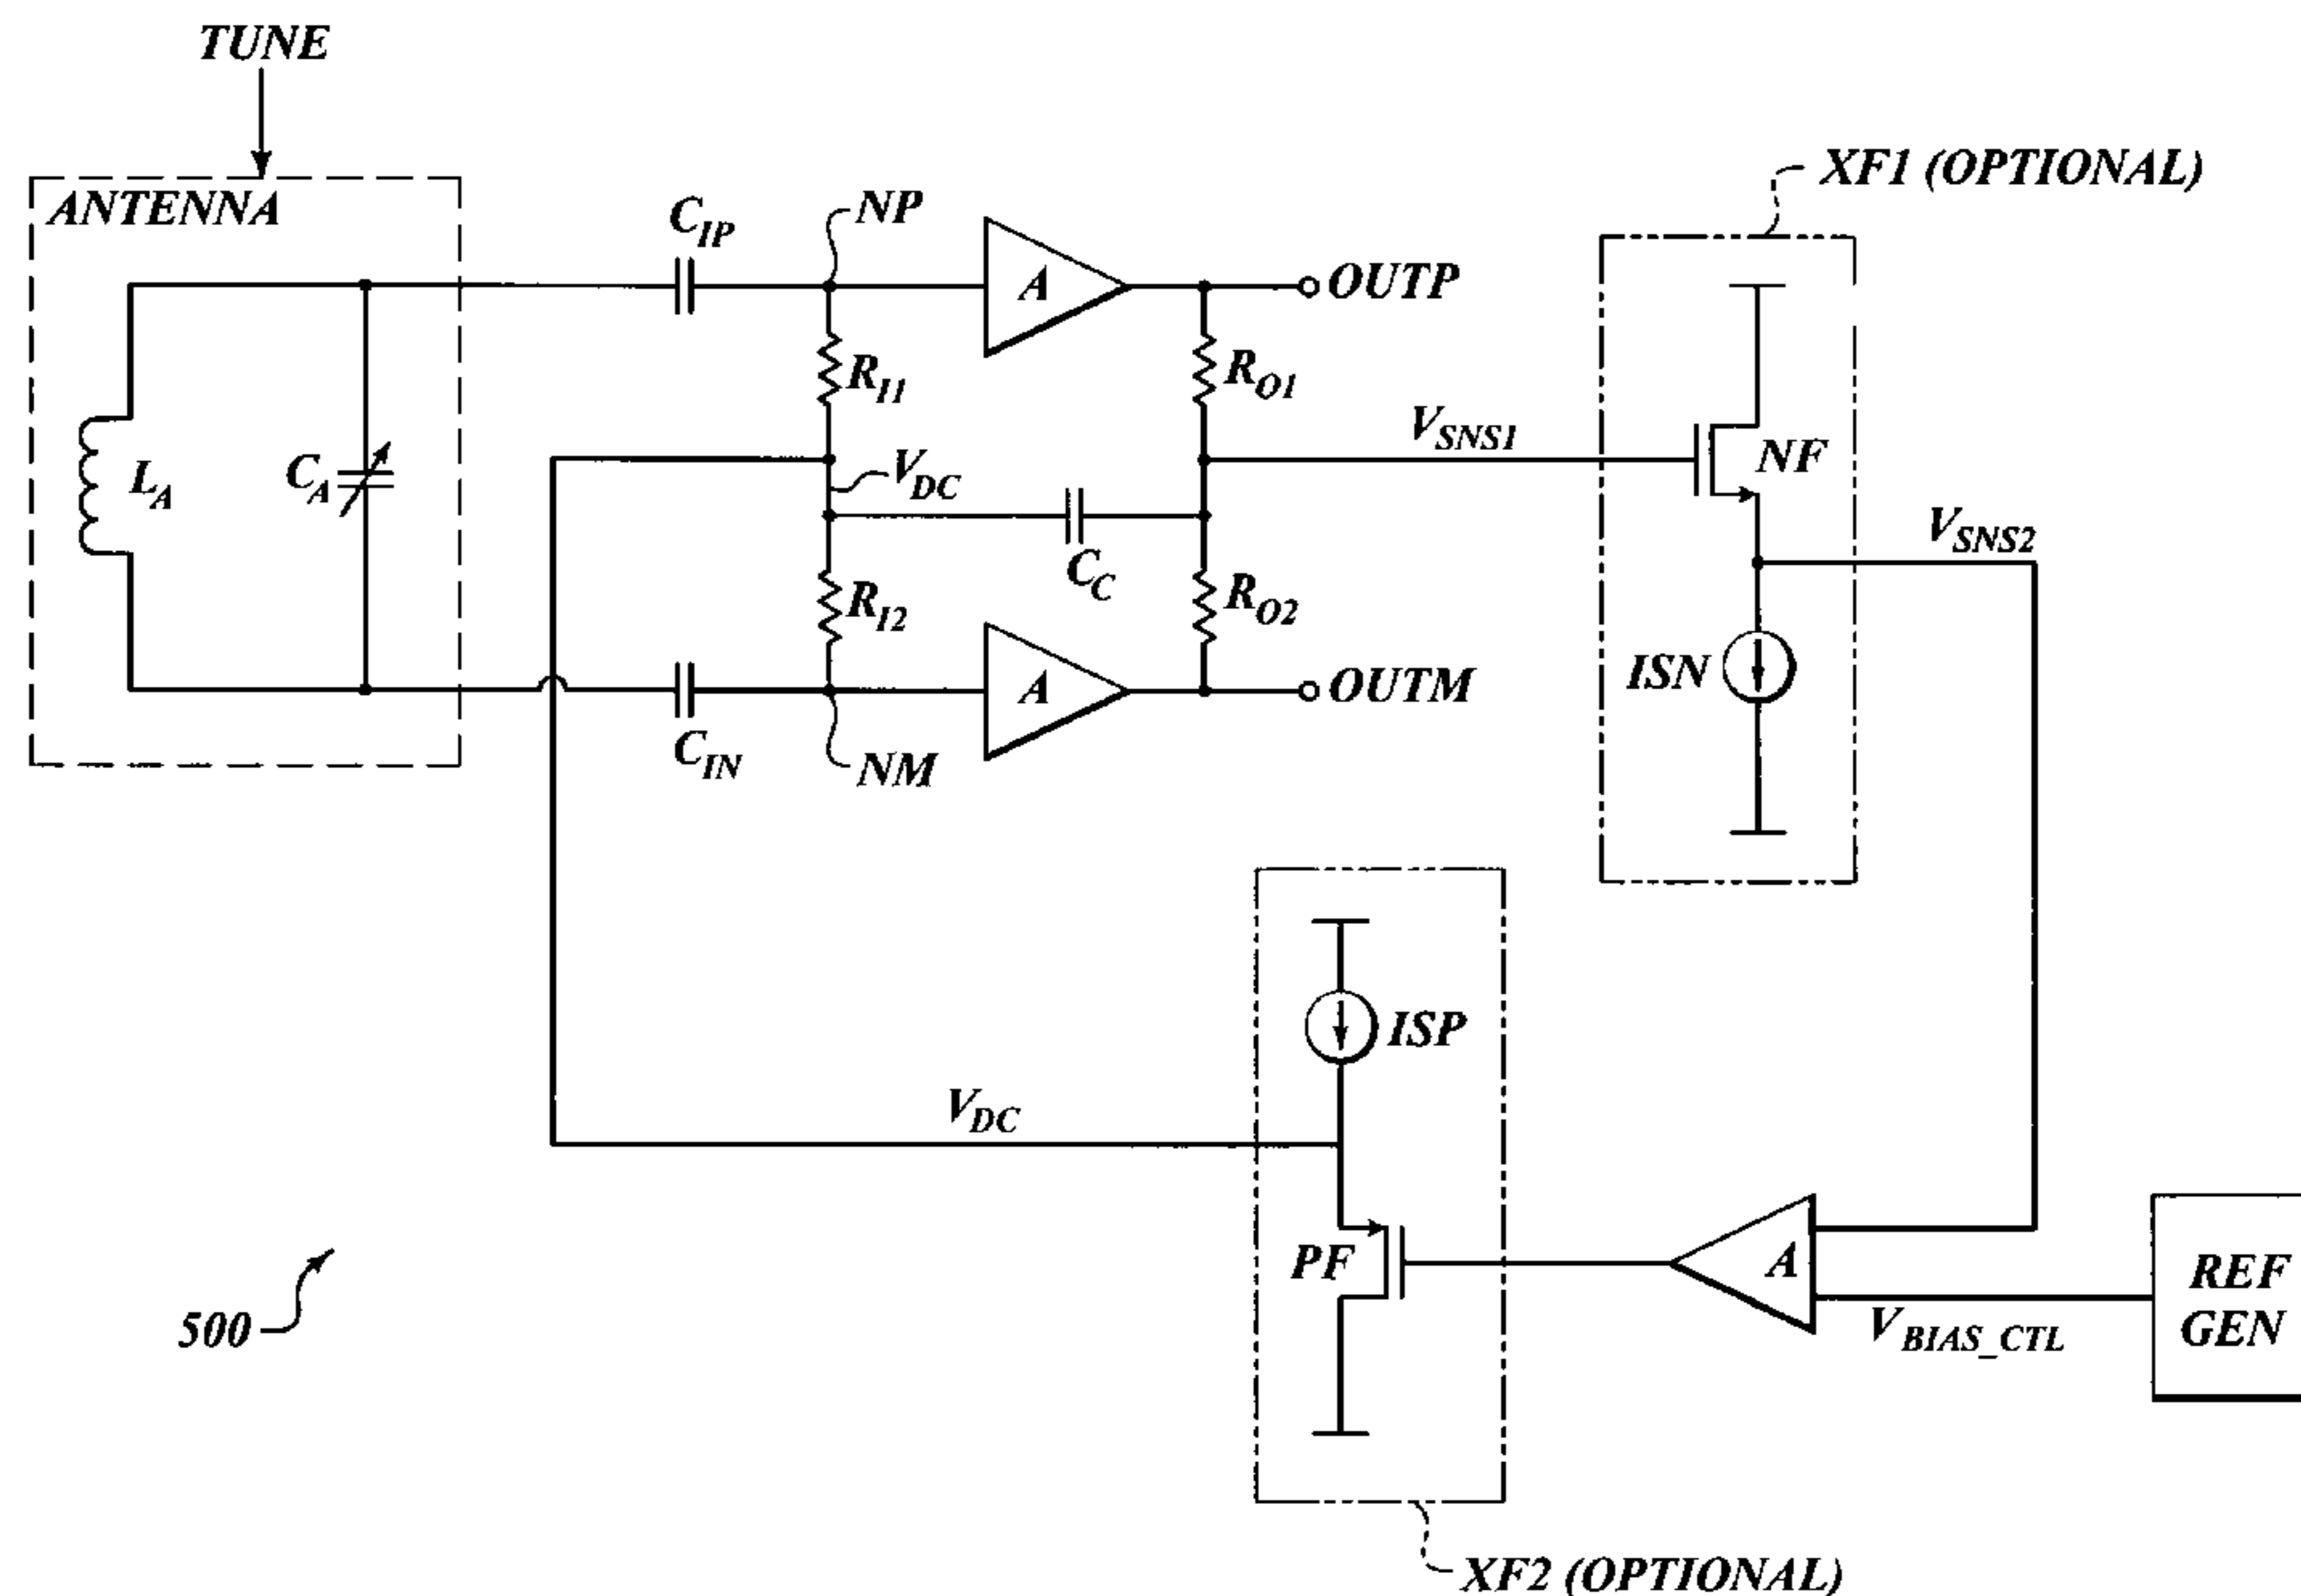 TUNE
ANTENNA
L_A
C_A
C_IP
NP
A
OUTP
R_I1
R_O1
V_DC
C_C
R_I2
R_O2
A
OUTM
C_IN
NM
V_SNS1
XF1 (OPTIONAL)
NF
V_SNS2
ISN
ISP
V_DC
PF
A
V_BIAS_CTL
REF
GEN
500
XF2 (OPTIONAL)